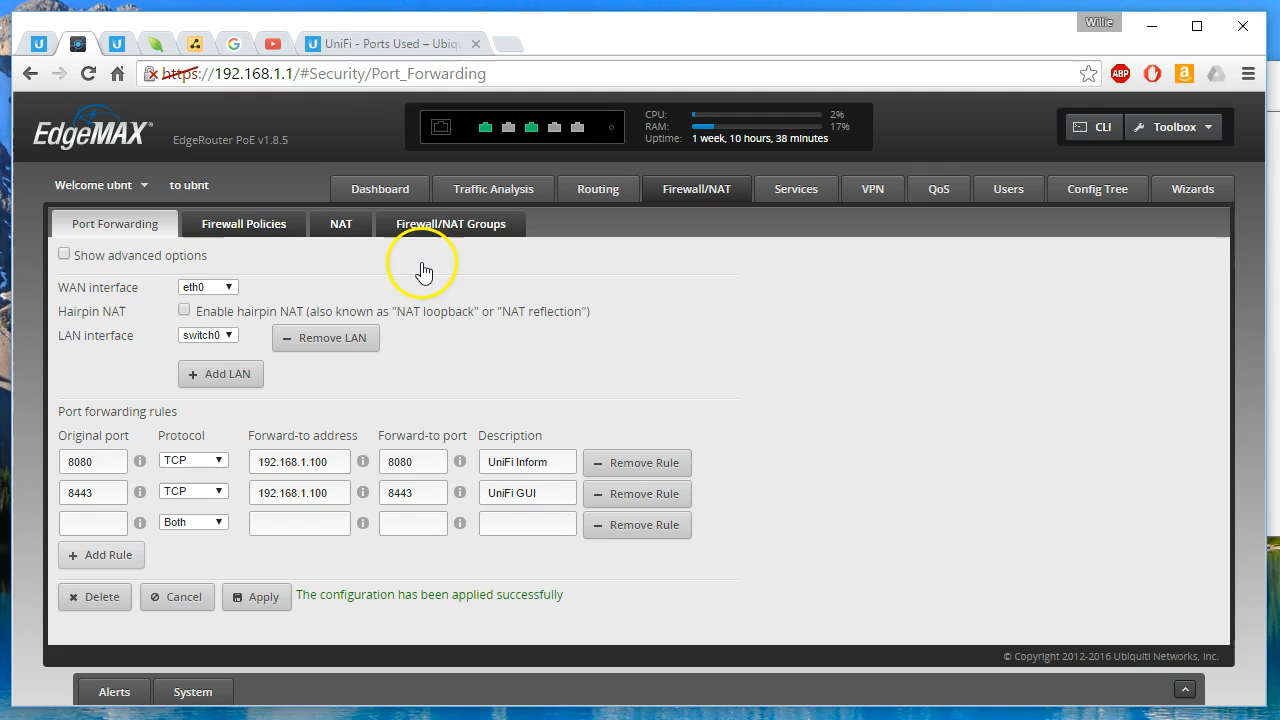 Willie
UniFi - Ports Used – Ubiqu
https://192.168.1.1/#Security/Port_Forwarding
ABP
EdgeMAX®
EdgeRouter PoE v1.8.5
CPU: 2%
RAM: 17%
Uptime: 1 week, 10 hours, 38 minutes
CLI
Toolbox
Welcome ubnt
to ubnt
Dashboard
Traffic Analysis
Routing
Firewall/NAT
Services
VPN
QoS
Users
Config Tree
Wizards
Port Forwarding
Firewall Policies
NAT
Firewall/NAT Groups
Show advanced options
WAN interface eth0
Hairpin NAT Enable hairpin NAT (also known as "NAT loopback" or "NAT reflection")
LAN interface switch0 − Remove LAN
+ Add LAN
Port forwarding rules
Original port Protocol Forward-to address Forward-to port Description
8080 TCP 192.168.1.100 8080 UniFi Inform − Remove Rule
8443 TCP 192.168.1.100 8443 UniFi GUI − Remove Rule
Both − Remove Rule
+ Add Rule
Delete Cancel Apply The configuration has been applied successfully
© Copyright 2012-2016 Ubiquiti Networks, Inc.
Alerts
System